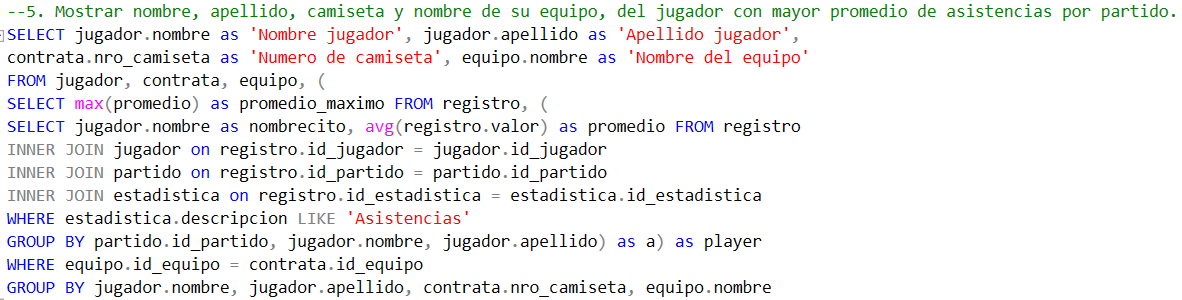 --5. Mostrar nombre, apellido, camiseta y nombre de su equipo, del jugador con mayor promedio de asistencias por partido.
SELECT jugador.nombre as 'Nombre jugador', jugador.apellido as 'Apellido jugador',
contrata.nro_camiseta as 'Numero de camiseta', equipo.nombre as 'Nombre del equipo'
FROM jugador, contrata, equipo, (
SELECT max(promedio) as promedio_maximo FROM registro, (
SELECT jugador.nombre as nombrecito, avg(registro.valor) as promedio FROM registro
INNER JOIN jugador on registro.id_jugador = jugador.id_jugador
INNER JOIN partido on registro.id_partido = partido.id_partido
INNER JOIN estadistica on registro.id_estadistica = estadistica.id_estadistica
WHERE estadistica.descripcion LIKE 'Asistencias'
GROUP BY partido.id_partido, jugador.nombre, jugador.apellido) as a) as player
WHERE equipo.id_equipo = contrata.id_equipo
GROUP BY jugador.nombre, jugador.apellido, contrata.nro_camiseta, equipo.nombre